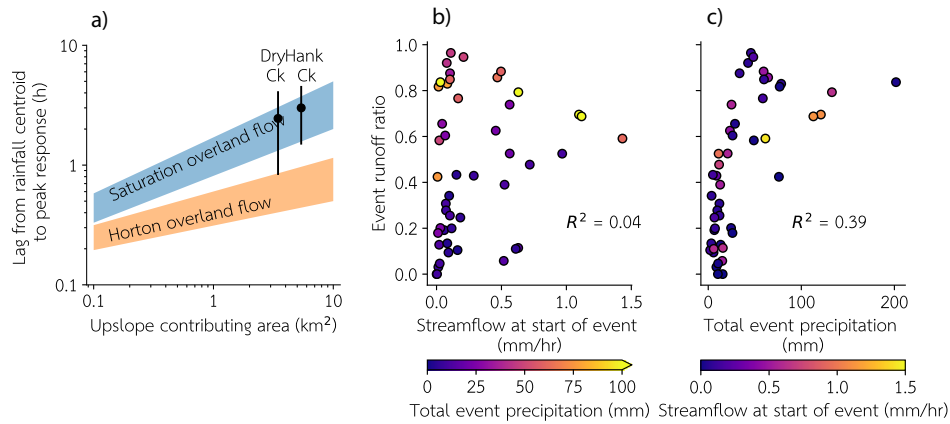 a)
Lag from rainfall centroid
to peak response (h)
10
1
0.1
DryHank
Ck Ck
Saturation overland flow
Horton overland flow
0.1 1 10
Upslope contributing area (km²)
b)
Event runoff ratio
1.0
0.8
0.6
0.4
0.2
0.0
R² = 0.04
0.0 0.5 1.0 1.5
Streamflow at start of event
(mm/hr)
0 25 50 75 100
Total event precipitation (mm)
c)
R² = 0.39
0 100 200
Total event precipitation
(mm)
0.0 0.5 1.0 1.5
Streamflow at start of event (mm/hr)